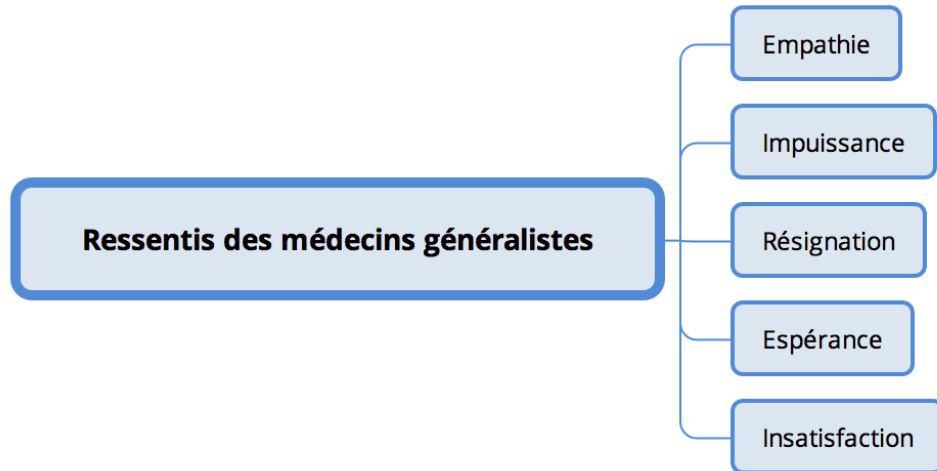 Empathie
Impuissance
Ressentis des médecins généralistes
Résignation
Espérance
Insatisfaction